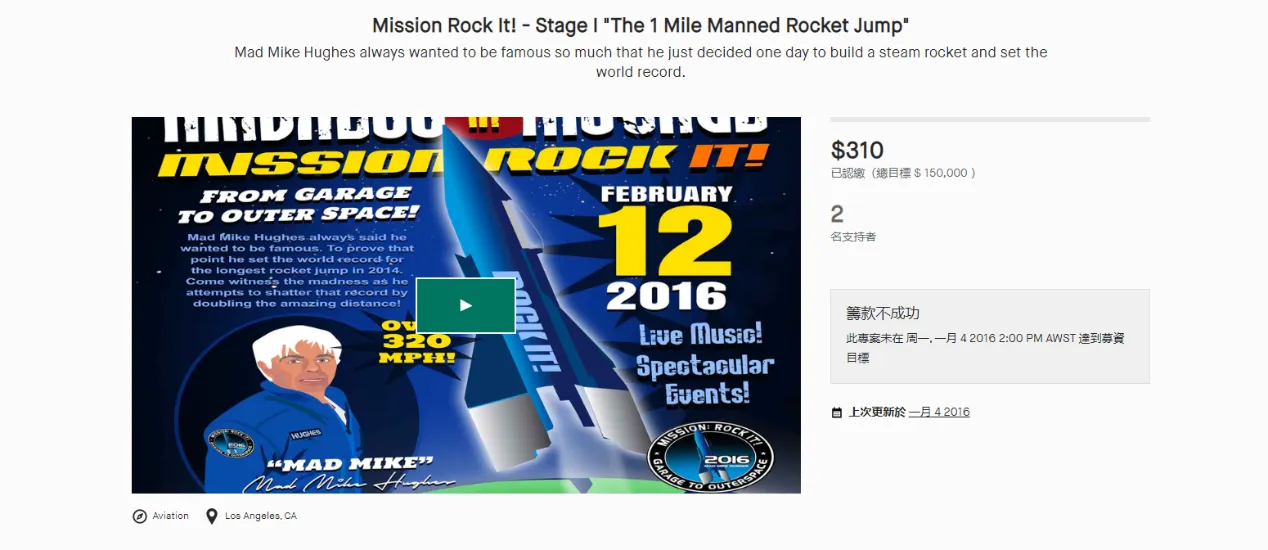 Mission Rock It! - Stage I "The 1 Mile Manned Rocket Jump"
Mad Mike Hughes always wanted to be famous so much that he just decided one day to build a steam rocket and set the
world record.
MISSION ROCK IT!
FROM GARAGE
TO OUTER SPACE!
Mad Mike Hughes always said he
wanted to be famous. To prove that
point he set the world record for
the longest rocket jump in 2014.
Come witness the madness as he
attempts to shatter that record by
doubling the amazing distance!
320
MPH!
HUGHES
"MAD MIKE"
Mad Mike Hughes
ROCK IT!
FEBRUARY
12
2016
Live Music!
Spectacular
Events!
MISSION: ROCK IT!
2016
GARAGE TO OUTERSPACE
$310
已認繳（總目標 $ 150,000 ）
2
名支持者
籌款不成功
此專案未在 周一, 一月 4 2016 2:00 PM AWST 達到募資
目標
上次更新於 一月 4 2016
Aviation
Los Angeles, CA